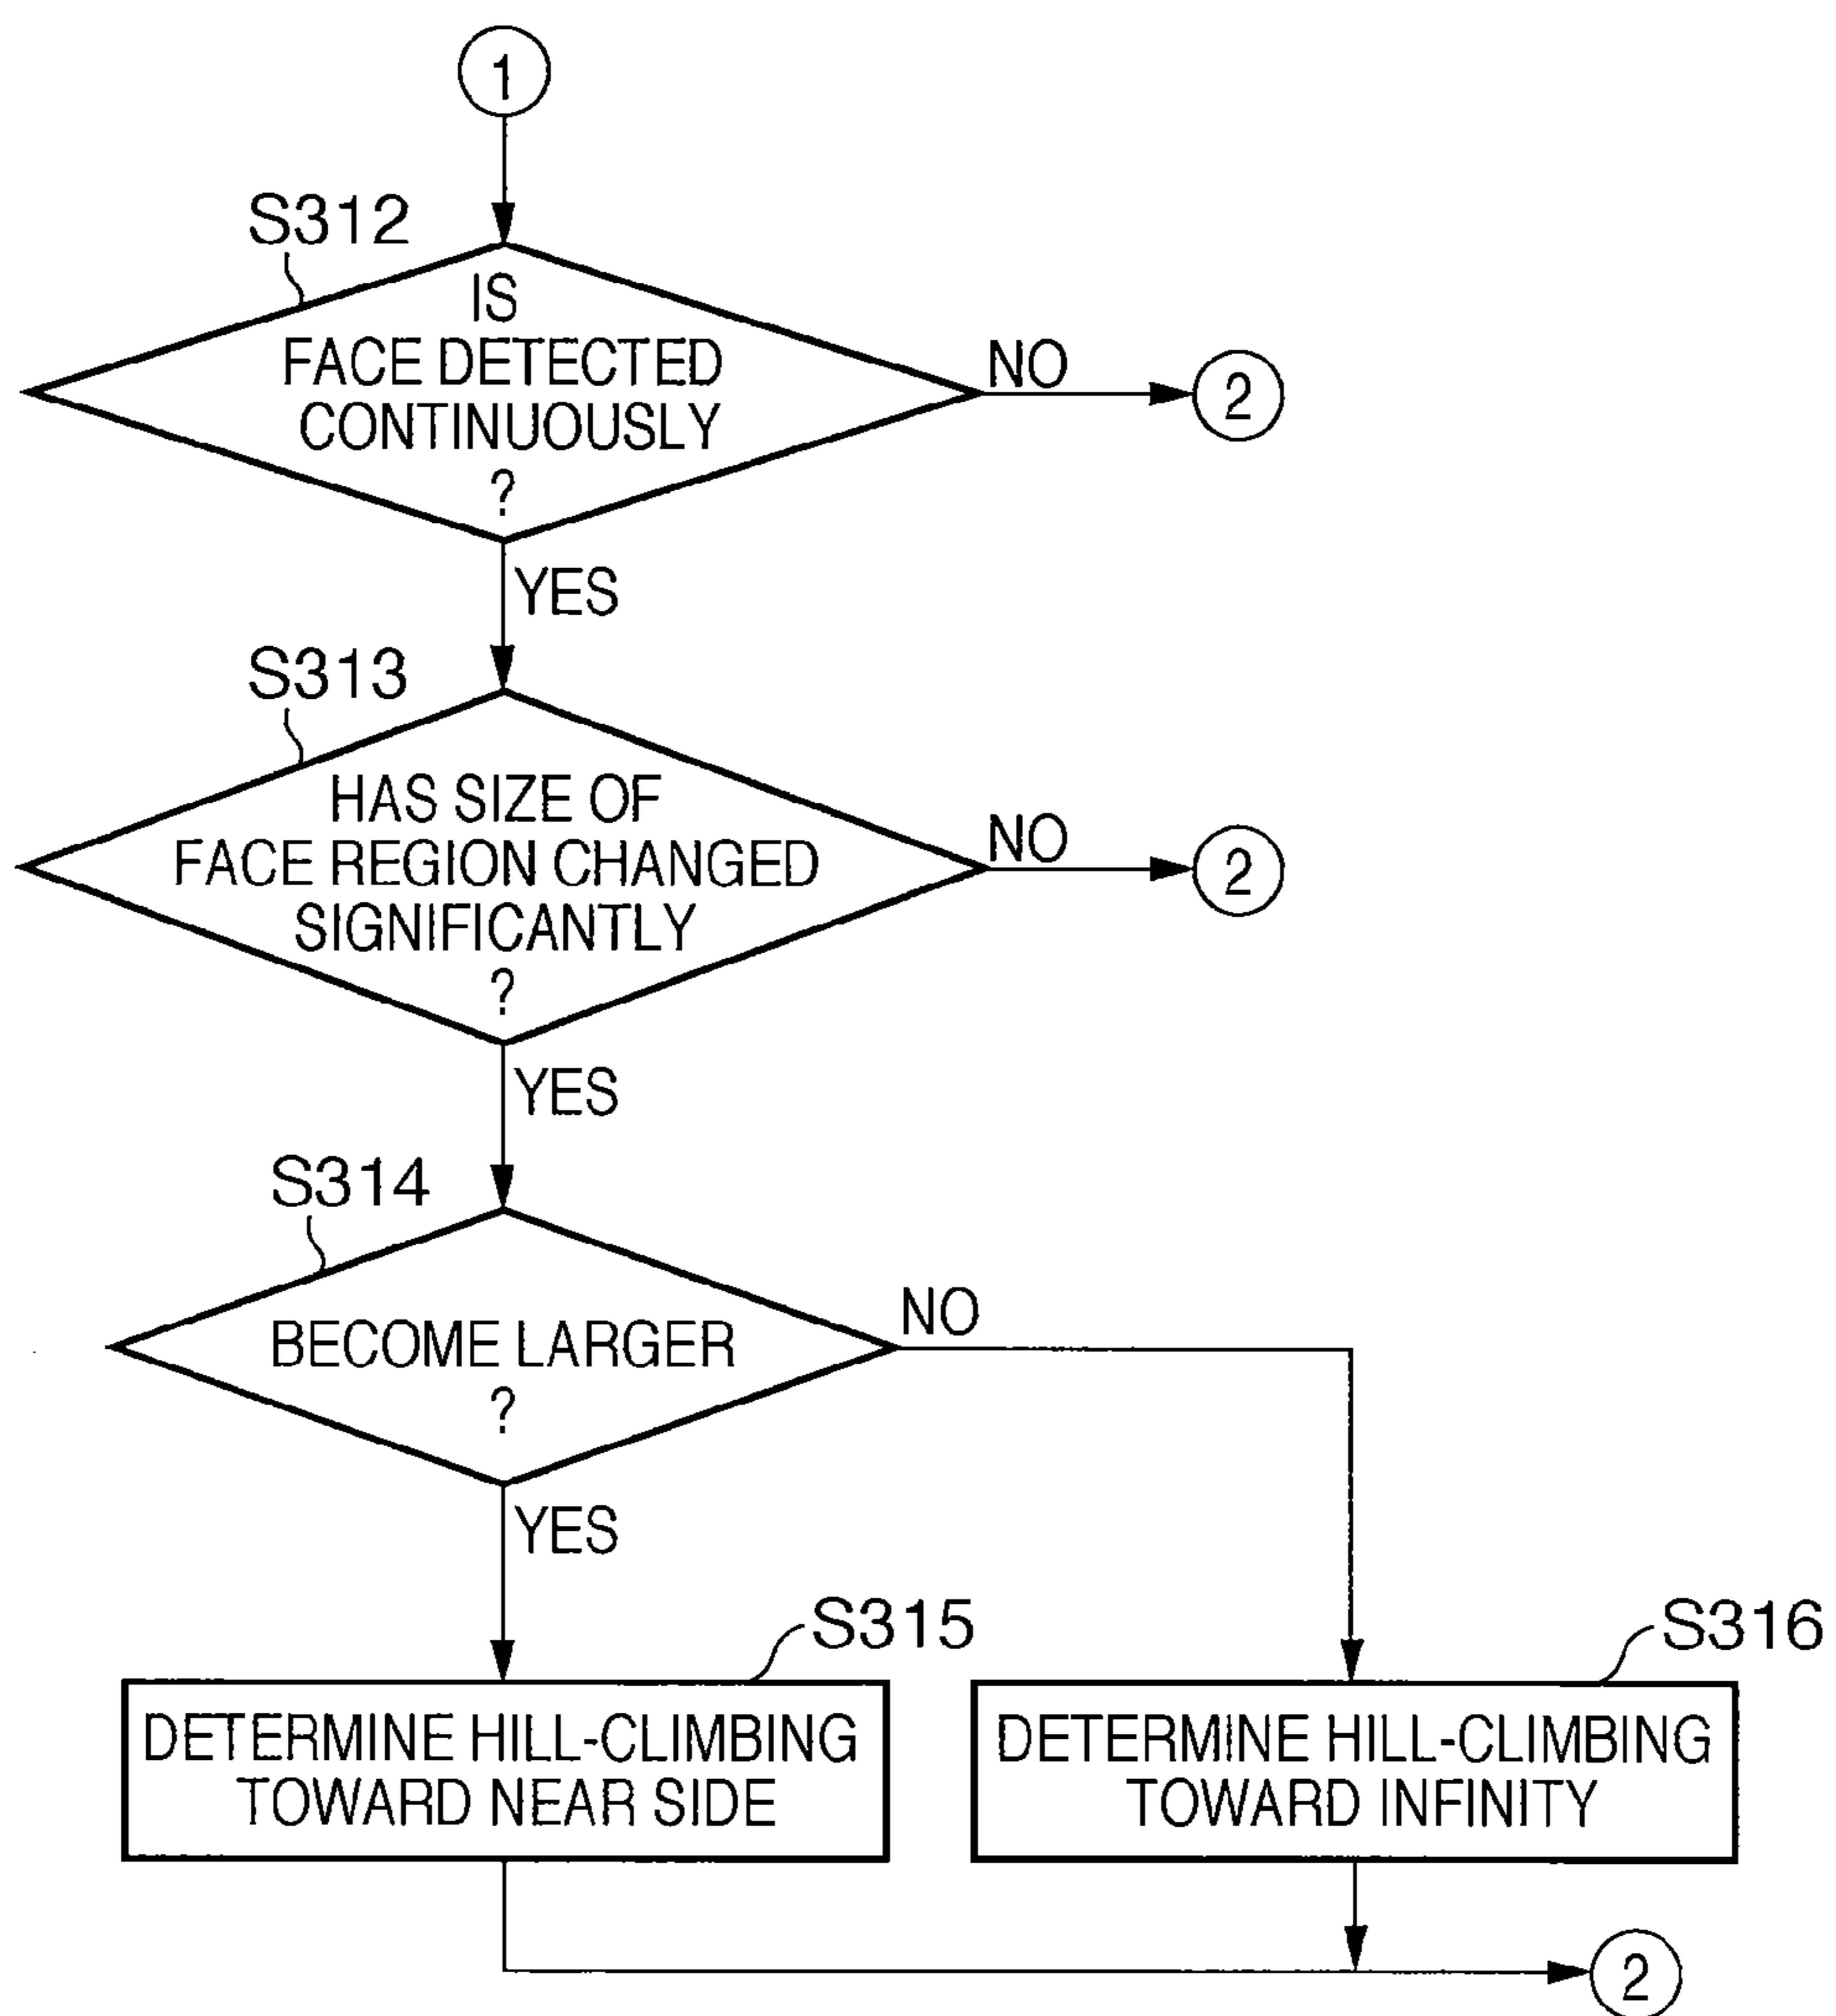 1
S312
IS
FACE DETECTED
CONTINUOUSLY
?
NO
2
YES
S313
HAS SIZE OF
FACE REGION CHANGED
SIGNIFICANTLY
?
NO
2
YES
S314
BECOME LARGER
?
NO
YES
S315
DETERMINE HILL-CLIMBING
TOWARD NEAR SIDE
S316
DETERMINE HILL-CLIMBING
TOWARD INFINITY
2